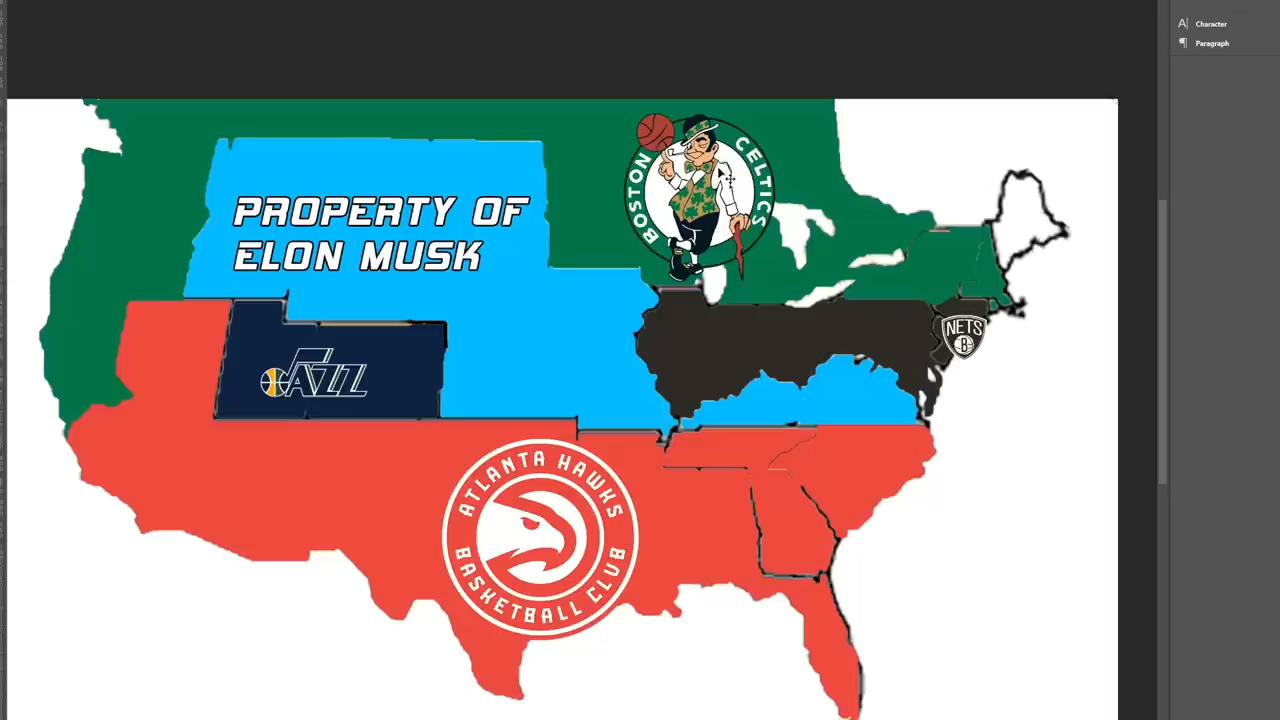 Character
Paragraph
BOSTON CELTICS
PROPERTY OF
ELON MUSK
NETS
B
JAZZ
ATLANTA HAWKS
BASKETBALL CLUB